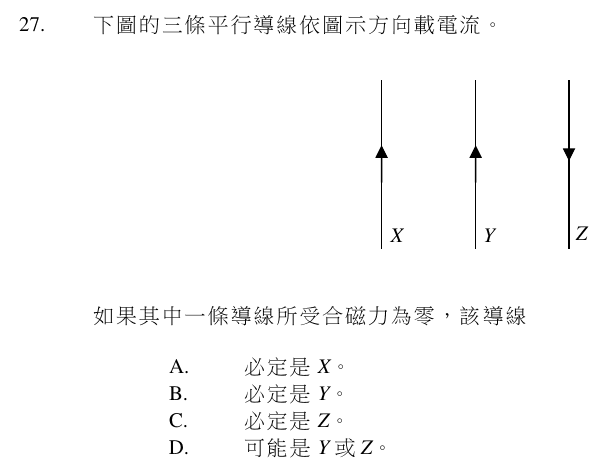 27. 下圖的三條平行導線依圖示方向載電流。
X Y Z
如果其中一條導線所受合磁力為零，該導線
A. 必定是 X。
B. 必定是 Y。
C. 必定是 Z。
D. 可能是 Y 或 Z。